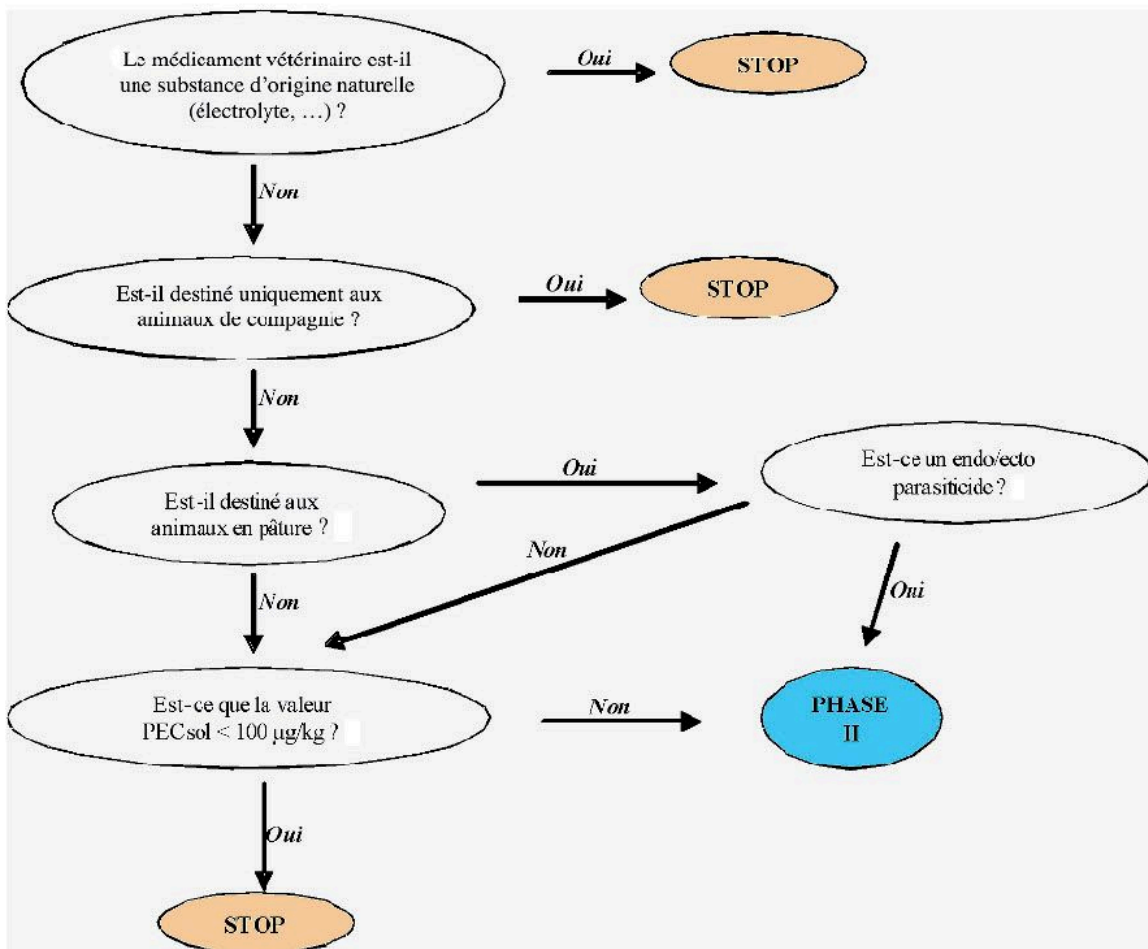 Le médicament vétérinaire est-il
une substance d'origine naturelle
(électrolyte, …) ?
Oui
STOP
Non
Est-il destiné uniquement aux
animaux de compagnie ?
Oui
STOP
Non
Est-il destiné aux
animaux en pâture ?
Oui
Est-ce un endo/ecto
parasiticide ?
Non
Non
Oui
Est-ce que la valeur
PECsol < 100 µg/kg ?
Non
PHASE
II
Oui
STOP